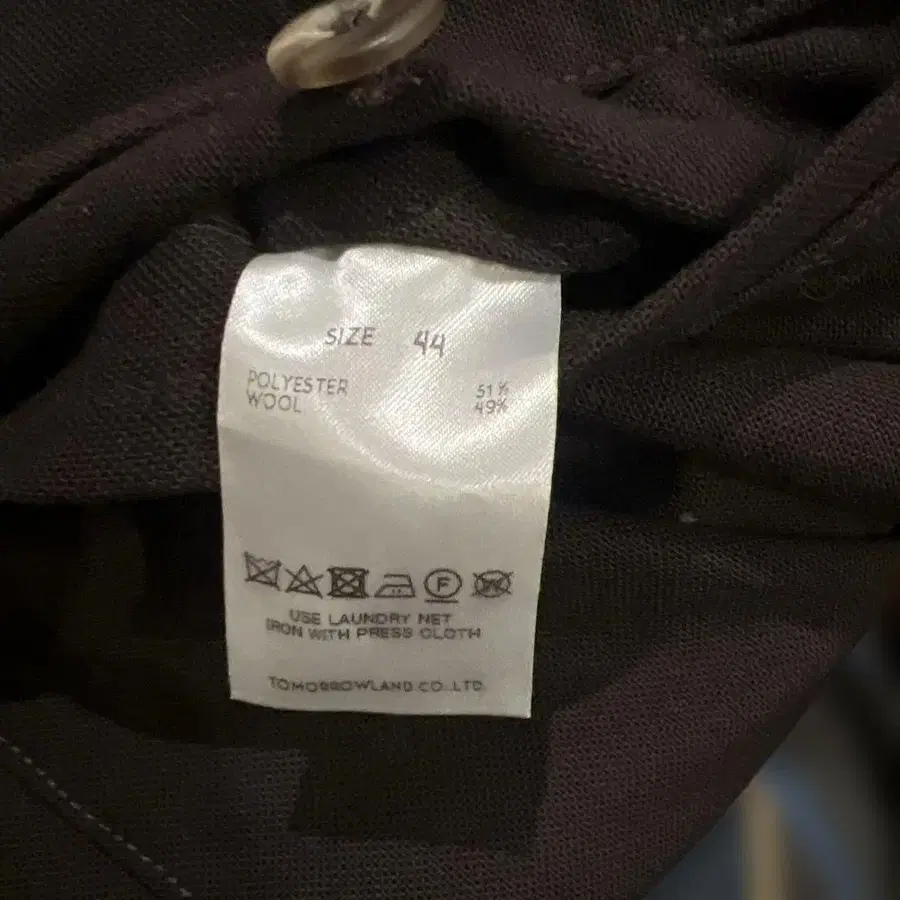 SIZE 44
POLYESTER 51%
WOOL 49%
F
W
USE LAUNDRY NET
IRON WITH PRESS CLOTH
TOMORROWLAND CO.,LTD.